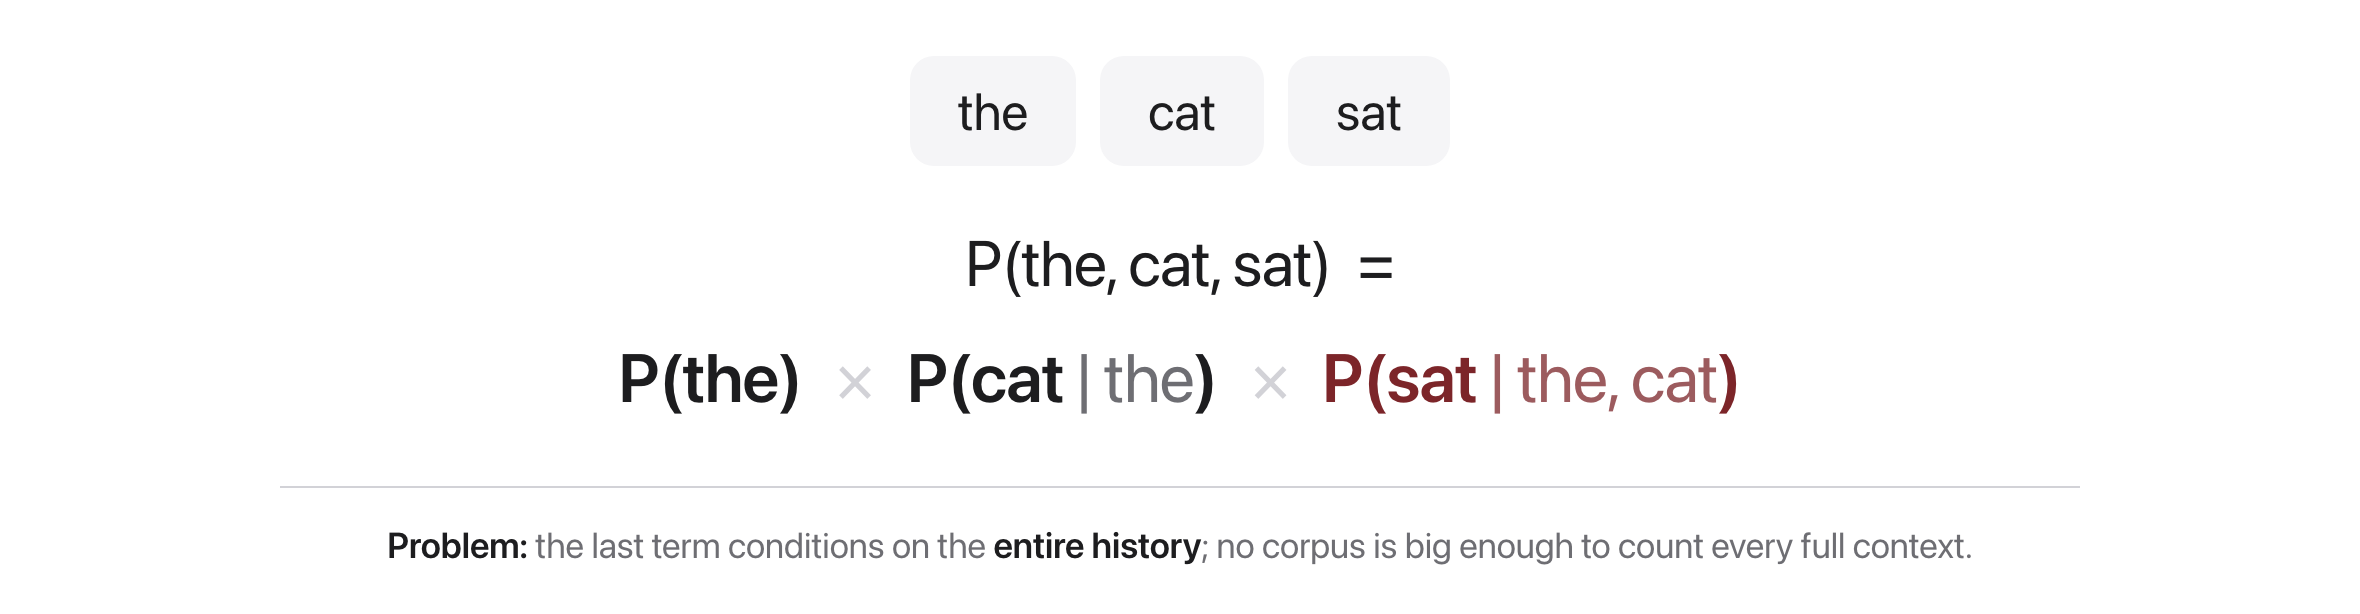 the cat sat
P(the, cat, sat) =
P(the) × P(cat | the) × P(sat | the, cat)
Problem: the last term conditions on the entire history; no corpus is big enough to count every full context.